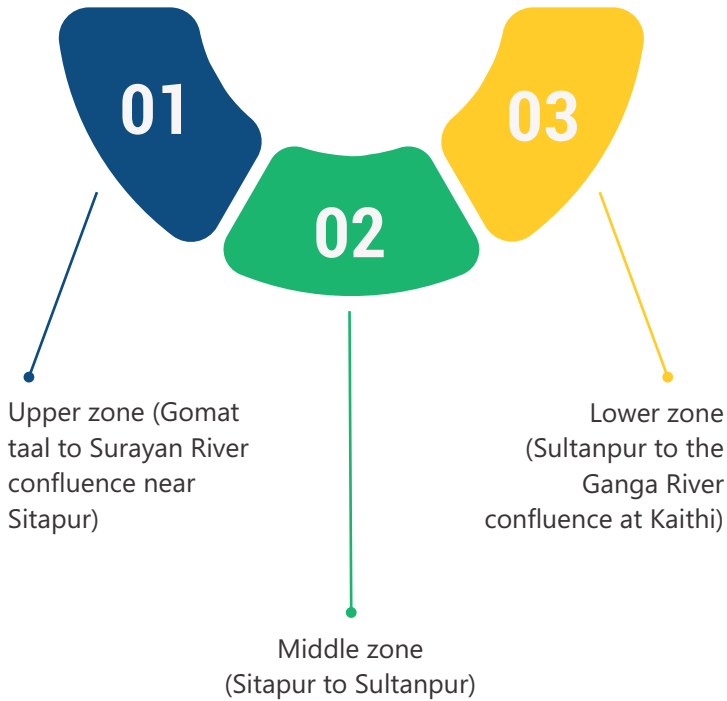 01
02
03
Upper zone (Gomat
taal to Surayan River
confluence near
Sitapur)
Lower zone
(Sultanpur to the
Ganga River
confluence at Kaithi)
Middle zone
(Sitapur to Sultanpur)